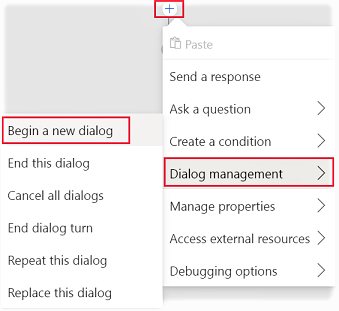 +
Paste
Send a response
Ask a question
Create a condition
Dialog management
Manage properties
Access external resources
Debugging options
Begin a new dialog
End this dialog
Cancel all dialogs
End dialog turn
Repeat this dialog
Replace this dialog